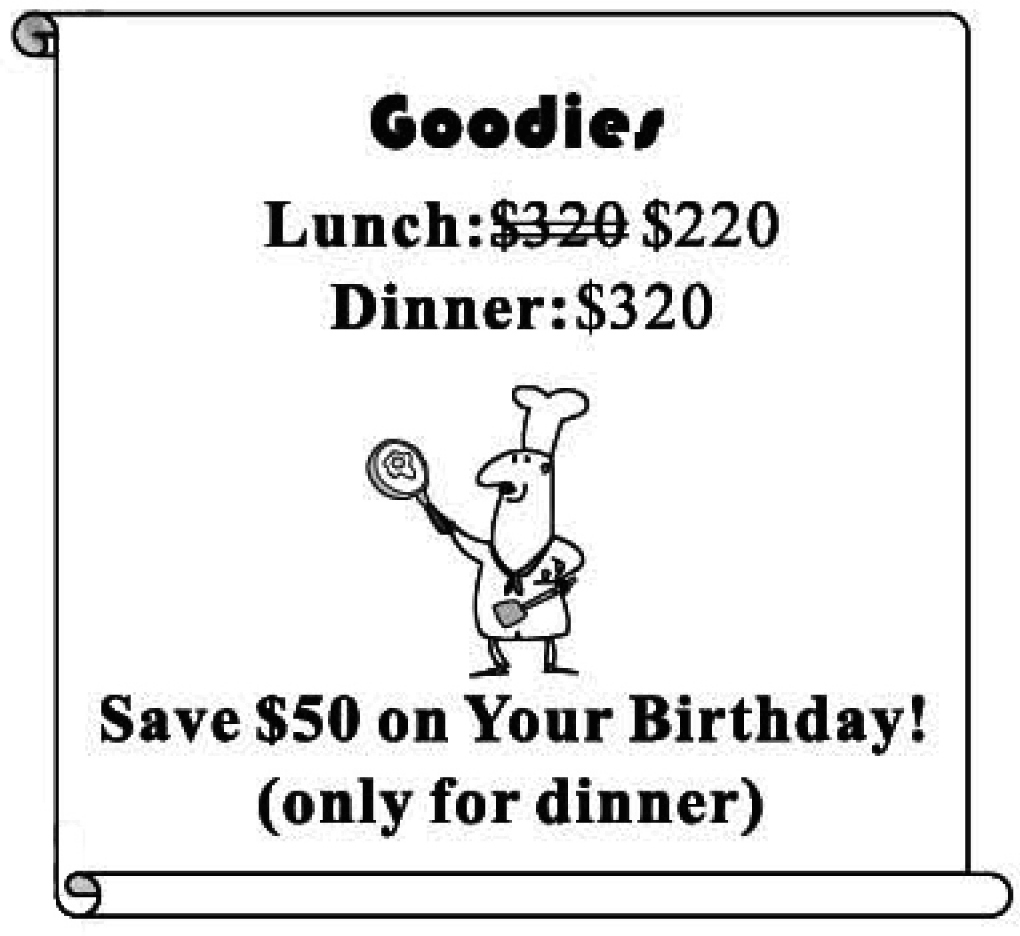 Goodies
Lunch:$320 $220
Dinner:$320
Save $50 on Your Birthday!
(only for dinner)